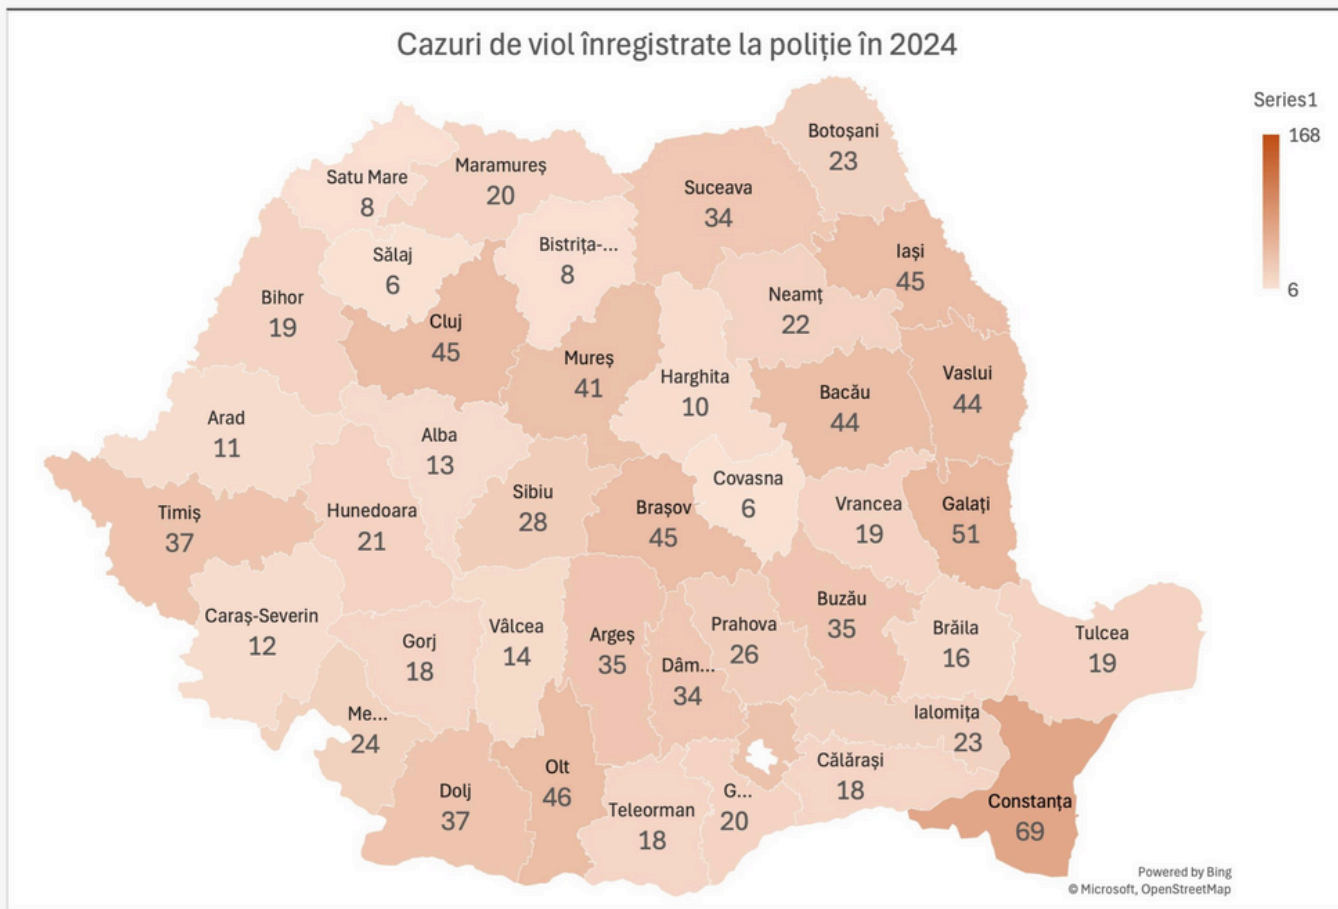 Cazuri de viol înregistrate la poliție în 2024
Series1
168
6
Botoșani
23
Maramureș
20
Satu Mare
8
Suceava
34
Bistrița-...
8
Iași
45
Sălaj
6
Neamț
22
Bihor
19
Cluj
45
Mureș
41
Harghita
10
Vaslui
44
Bacău
44
Arad
11
Alba
13
Covasna
6
Sibiu
28
Brașov
45
Vrancea
19
Galați
51
Timiș
37
Hunedoara
21
Buzău
35
Caraș-Severin
12
Vâlcea
14
Argeș
35
Prahova
26
Brăila
16
Tulcea
19
Gorj
18
Dâm...
34
Me...
24
Ialomița
23
Olt
46
Călărași
18
Dolj
37
G...
20
Teleorman
18
Constanța
69
Powered by Bing
© Microsoft, OpenStreetMap